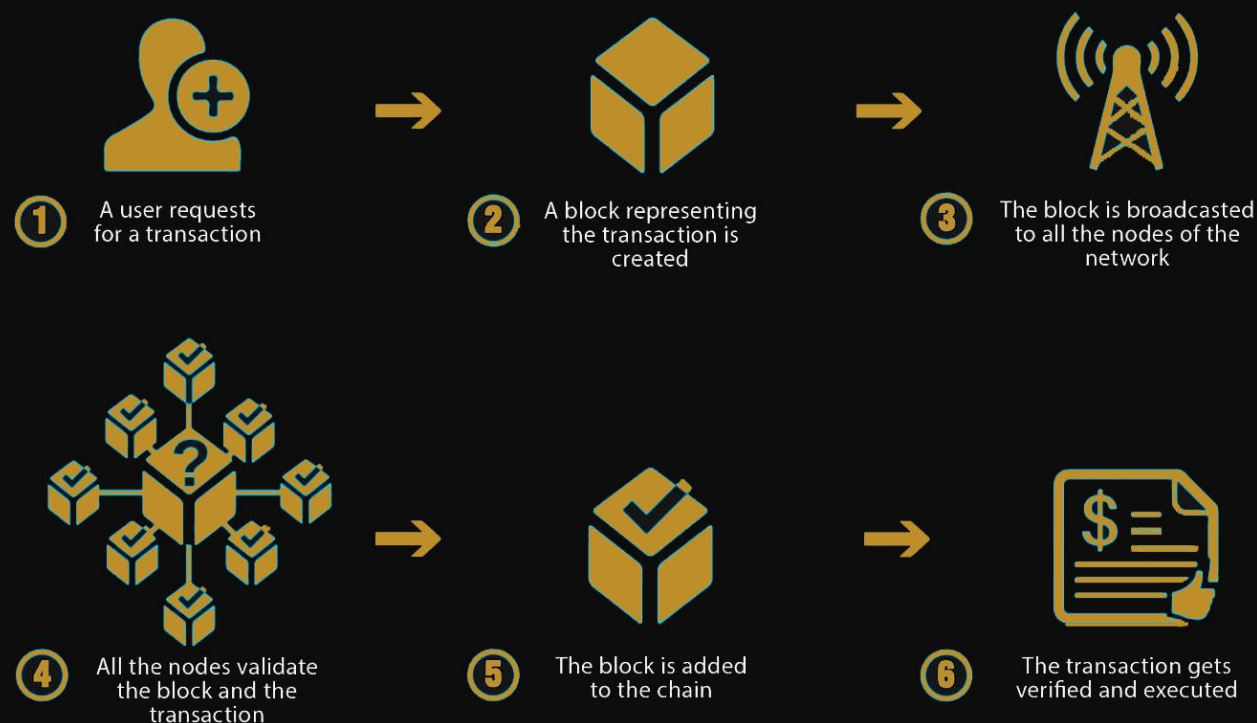 1
A user requests
for a transaction
2
A block representing
the transaction is
created
3
The block is broadcasted
to all the nodes of the
network
?
4
All the nodes validate
the block and the
transaction
5
The block is added
to the chain
$
6
The transaction gets
verified and executed